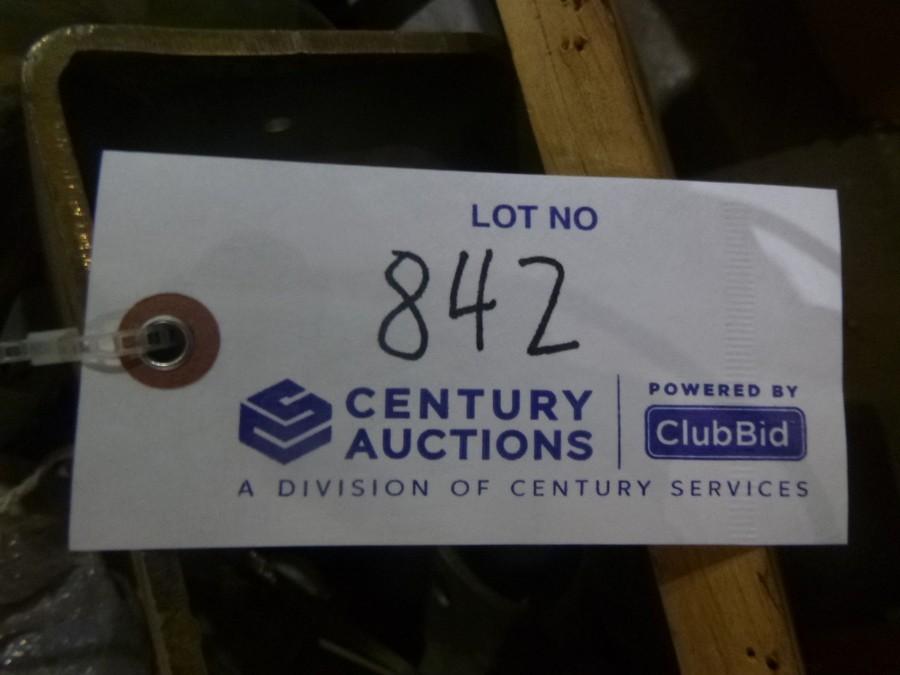 LOT NO
842
CENTURY
AUCTIONS
POWERED BY
ClubBid
A DIVISION OF CENTURY SERVICES